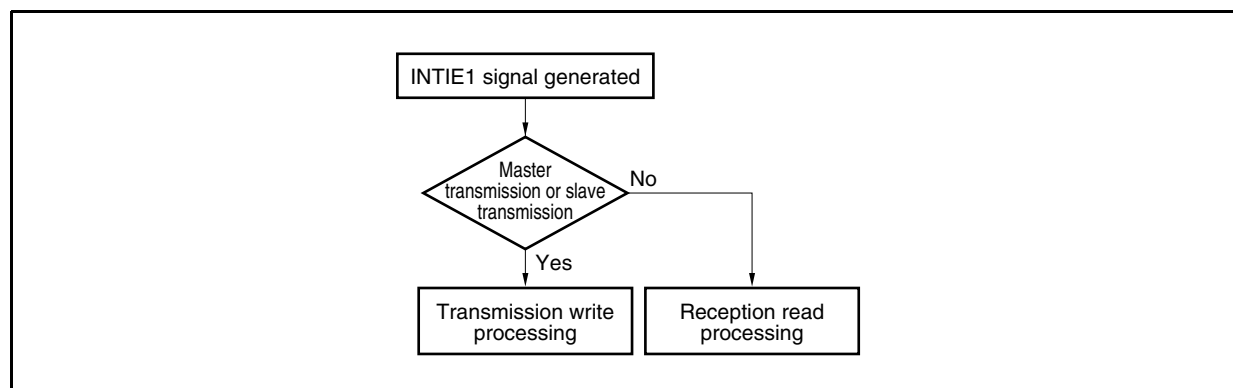 INTIE1 signal generated
Master
transmission or slave
transmission
No
Yes
Transmission write
processing
Reception read
processing